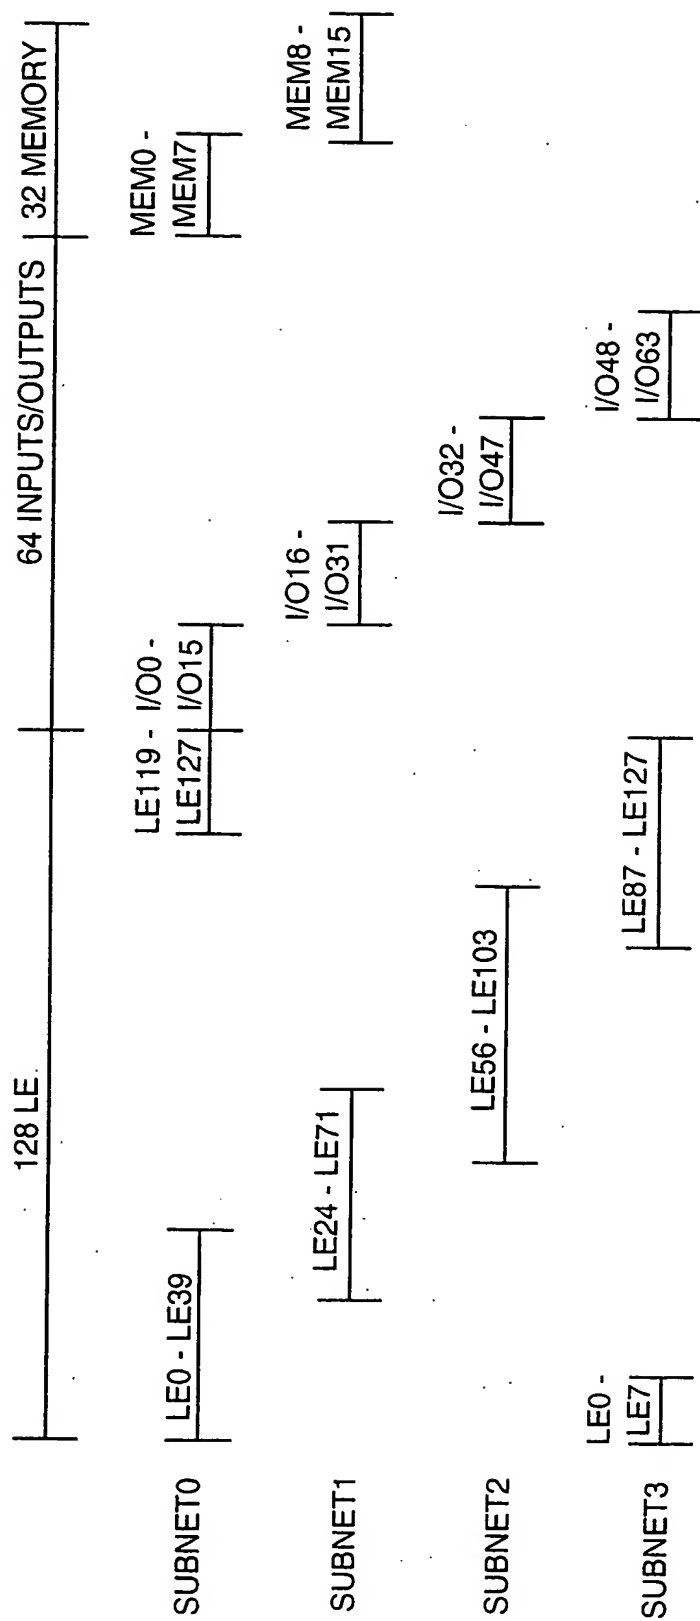 128 LE
64 INPUTS/OUTPUTS
32 MEMORY
SUBNET0
LE0 - LE39
LE119 -
LE127
I/O0 -
I/O15
MEM0 -
MEM7
SUBNET1
LE24 - LE71
I/O16 -
I/O31
MEM8 -
MEM15
SUBNET2
LE56 - LE103
I/O32 -
I/O47
SUBNET3
LE0 -
LE7
LE87 - LE127
I/O48 -
I/O63